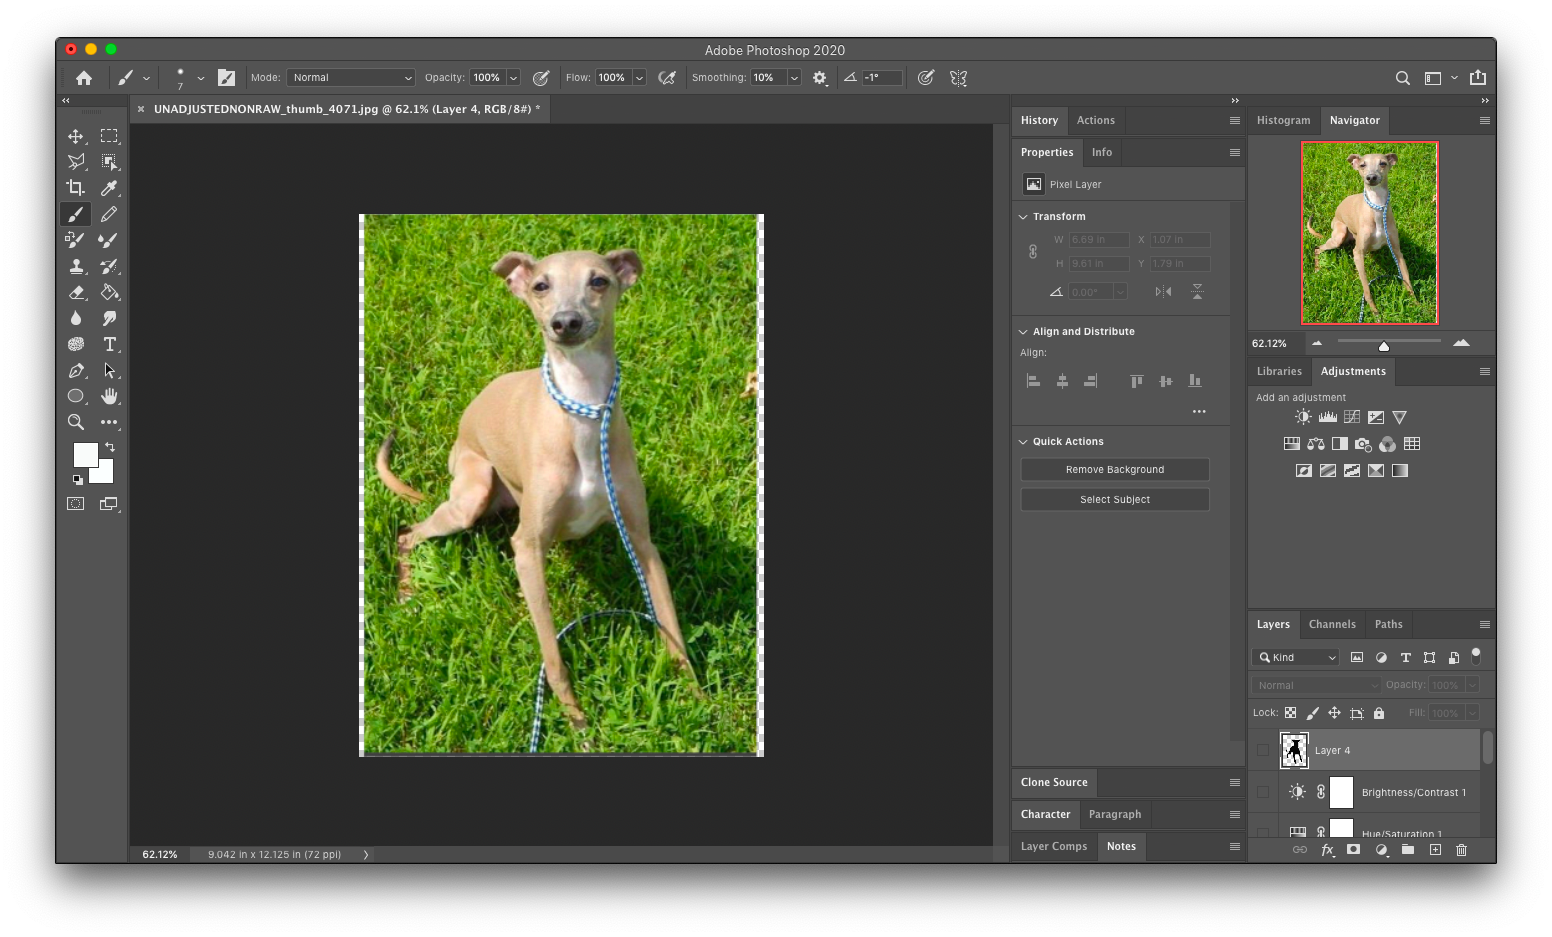 Adobe Photoshop 2020
7
Mode: Normal Opacity: 100% Flow: 100% Smoothing: 10% -1°
UNADJUSTEDNONRAW_thumb_4071.jpg @ 62.1% (Layer 4, RGB/8#) *
History Actions
Properties Info
Pixel Layer
Transform
W 6.69 in X 1.07 in
H 9.61 in Y 1.79 in
0.00°
Align and Distribute
Align:
Quick Actions
Remove Background
Select Subject
Clone Source
Character Paragraph
Layer Comps Notes
Histogram Navigator
62.12%
Libraries Adjustments
Add an adjustment
Layers Channels Paths
Kind
Normal Opacity: 100%
Lock: Fill: 100%
Layer 4
Brightness/Contrast 1
Hue/Saturation 1
fx
62.12% 9.042 in x 12.125 in (72 ppi)